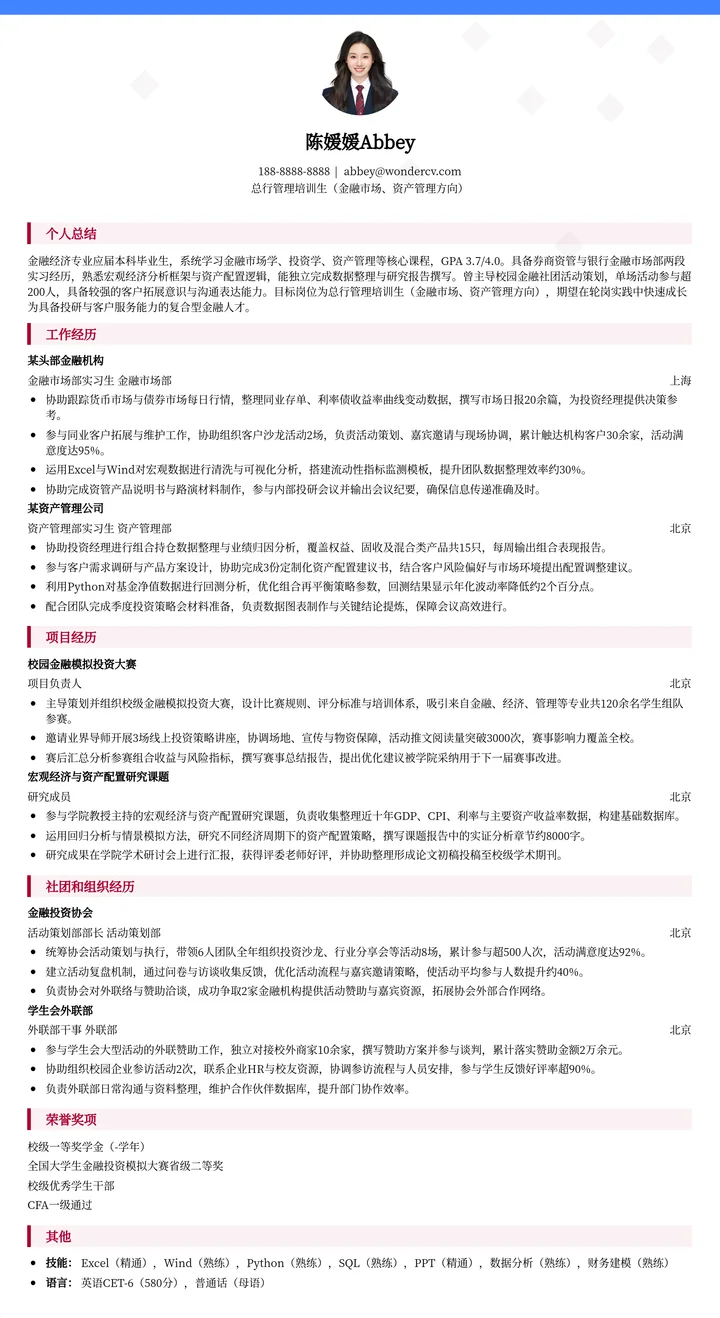 陈媛媛Abbey
188-8888-8888 | abbey@wondercv.com
总行管理培训生（金融市场、资产管理方向）
个人总结
金融经济专业应届本科毕业生，系统学习金融市场学、投资学、资产管理等核心课程，GPA 3.7/4.0。具备券商资管与银行金融市场部两段
实习经历，熟悉宏观经济分析框架与资产配置逻辑，能独立完成数据整理与研究报告撰写。曾主导校园金融社团活动策划，单场活动参与超
200人，具备较强的客户拓展意识与沟通表达能力。目标岗位为总行管理培训生（金融市场、资产管理方向），期望在轮岗实践中快速成长
为具备投研与客户服务能力的复合型金融人才。
工作经历
某头部金融机构
金融市场部实习生 金融市场部 上海
• 协助跟踪货币市场与债券市场每日行情，整理同业存单、利率债收益率曲线变动数据，撰写市场日报20余篇，为投资经理提供决策参
考。
• 参与同业客户拓展与维护工作，协助组织客户沙龙活动2场，负责活动策划、嘉宾邀请与现场协调，累计触达机构客户30余家，活动满
意度达95%。
• 运用Excel与Wind对宏观数据进行清洗与可视化分析，搭建流动性指标监测模板，提升团队数据整理效率约30%。
• 协助完成资管产品说明书与路演材料制作，参与内部投研会议并输出会议纪要，确保信息传递准确及时。
某资产管理公司
资产管理部实习生 资产管理部 北京
• 协助投资经理进行组合持仓数据整理与业绩归因分析，覆盖权益、固收及混合类产品共15只，每周输出组合表现报告。
• 参与客户需求调研与产品方案设计，协助完成3份定制化资产配置建议书，结合客户风险偏好与市场环境提出配置调整建议。
• 利用Python对基金净值数据进行回测分析，优化组合再平衡策略参数，回测结果显示年化波动率降低约2个百分点。
• 配合团队完成季度投资策略会材料准备，负责数据图表制作与关键结论提炼，保障会议高效进行。
项目经历
校园金融模拟投资大赛
项目负责人 北京
• 主导策划并组织校级金融模拟投资大赛，设计比赛规则、评分标准与培训体系，吸引来自金融、经济、管理等专业共120余名学生组队
参赛。
• 邀请业界导师开展3场线上投资策略讲座，协调场地、宣传与物资保障，活动推文阅读量突破3000次，赛事影响力覆盖全校。
• 赛后汇总分析参赛组合收益与风险指标，撰写赛事总结报告，提出优化建议被学院采纳用于下一届赛事改进。
宏观经济与资产配置研究课题
研究成员 北京
• 参与学院教授主持的宏观经济与资产配置研究课题，负责收集整理近十年GDP、CPI、利率与主要资产收益率数据，构建基础数据库。
• 运用回归分析与情景模拟方法，研究不同经济周期下的资产配置策略，撰写课题报告中的实证分析章节约8000字。
• 研究成果在学院学术研讨会上进行汇报，获得评委老师好评，并协助整理形成论文初稿投稿至校级学术期刊。
社团和组织经历
金融投资协会
活动策划部部长 活动策划部 北京
• 统筹协会活动策划与执行，带领6人团队全年组织投资沙龙、行业分享会等活动8场，累计参与超500人次，活动满意度达92%。
• 建立活动复盘机制，通过问卷与访谈收集反馈，优化活动流程与嘉宾邀请策略，使活动平均参与人数提升约40%。
• 负责协会对外联络与赞助洽谈，成功争取2家金融机构提供活动赞助与嘉宾资源，拓展协会外部合作网络。
学生会外联部
外联部干事 外联部 北京
• 参与学生会大型活动的外联赞助工作，独立对接校外商家10余家，撰写赞助方案并参与谈判，累计落实赞助金额2万余元。
• 协助组织校园企业参访活动2次，联系企业HR与校友资源，协调参访流程与人员安排，参与学生反馈好评率超90%。
• 负责外联部日常沟通与资料整理，维护合作伙伴数据库，提升部门协作效率。
荣誉奖项
校级一等奖学金（-学年）
全国大学生金融投资模拟大赛省级二等奖
校级优秀学生干部
CFA一级通过
其他
• 技能： Excel（精通），Wind（熟练），Python（熟练），SQL（熟练），PPT（精通），数据分析（熟练），财务建模（熟练）
• 语言： 英语CET-6（580分），普通话（母语）